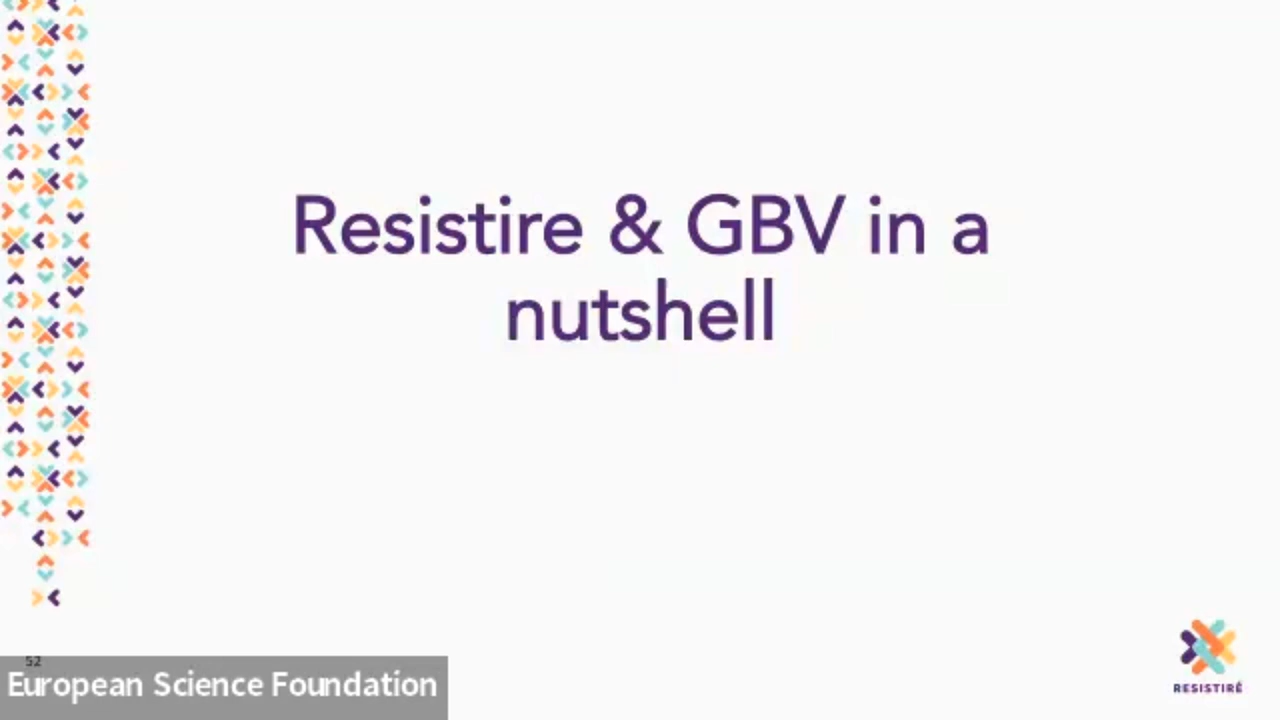 Resistire & GBV in a
nutshell
52
European Science Foundation
RESISTIRÉ